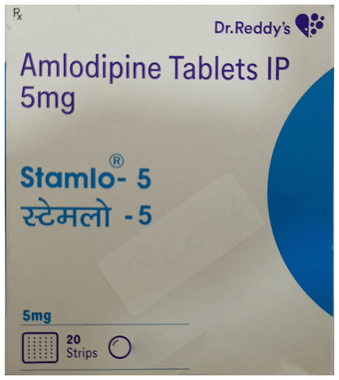 Rx
Dr.Reddy's
Amlodipine Tablets IP
5mg
Stamlo® - 5
स्टेमलो - 5
5mg
20
Strips